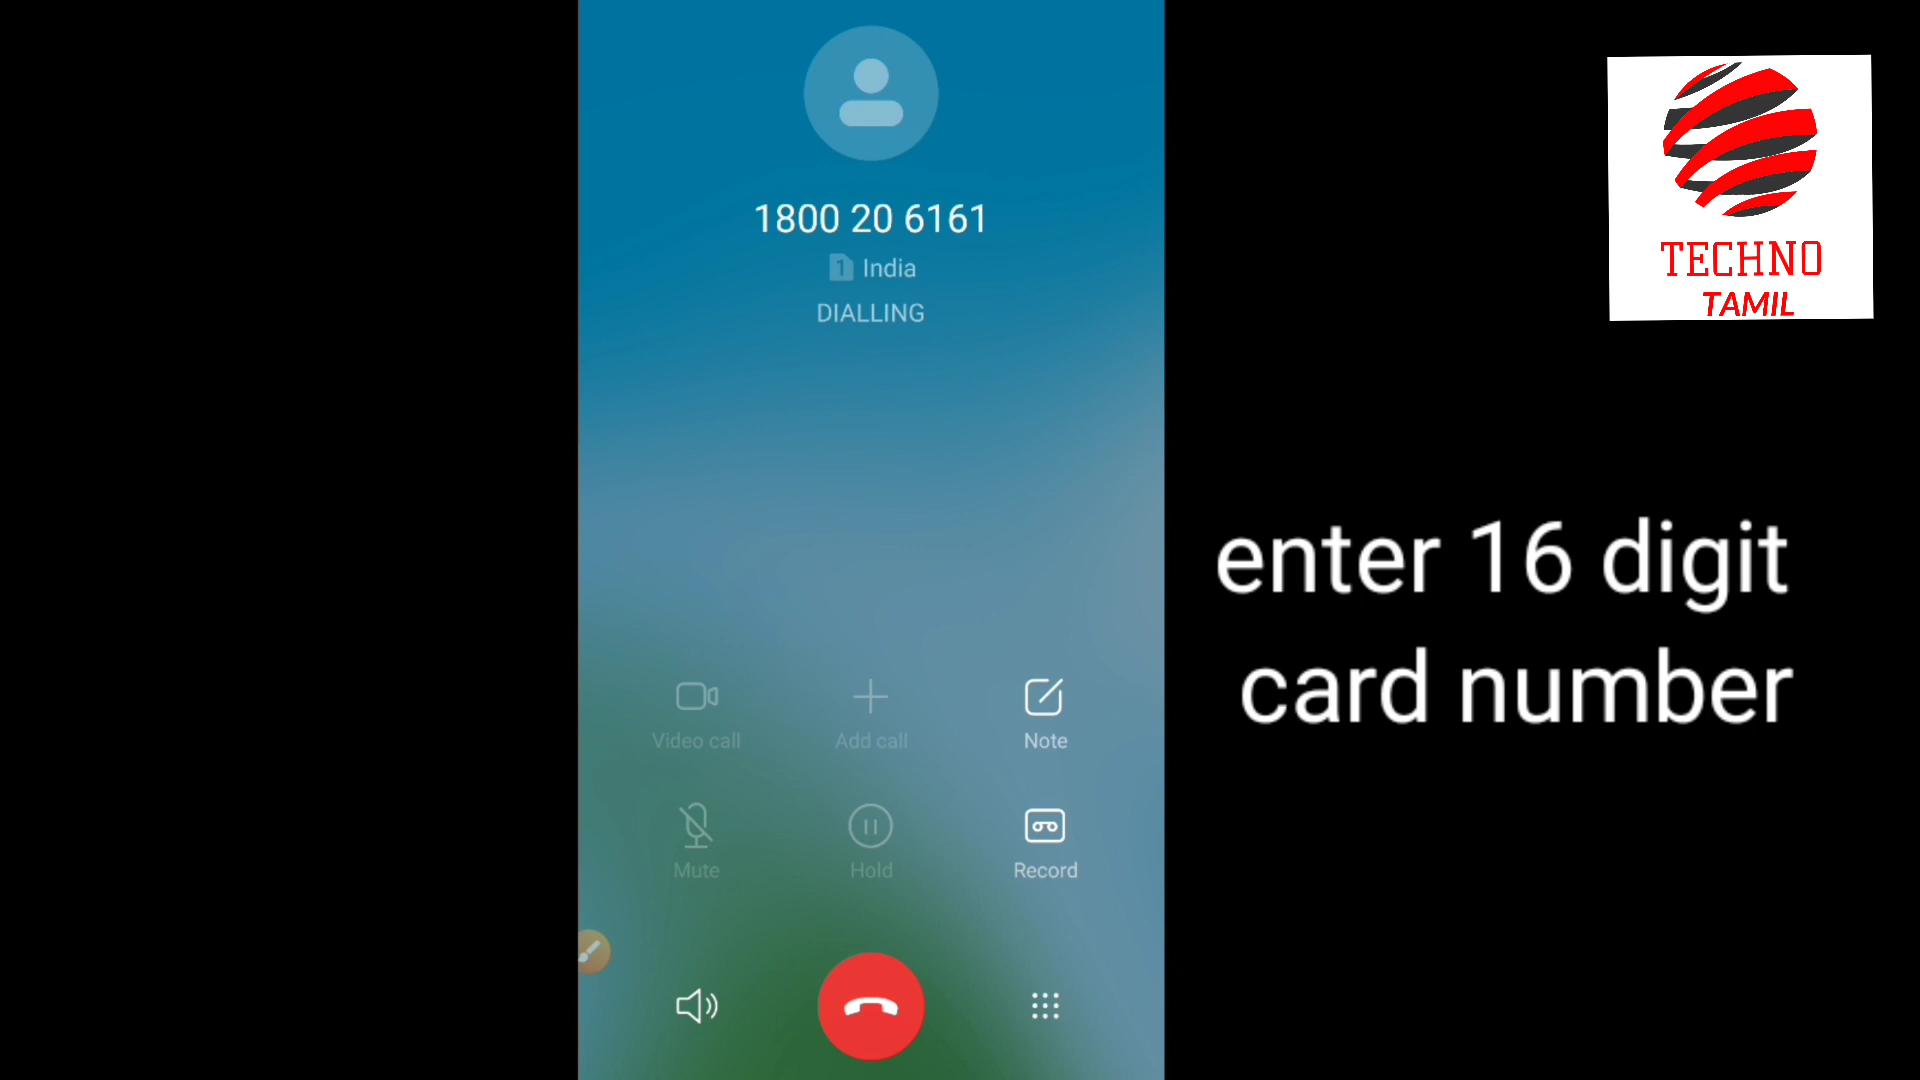 1800 20 6161
1 India
DIALLING
Video call
Add call
Note
Mute
Hold
Record
TECHNO
TAMIL
enter 16 digit
card number